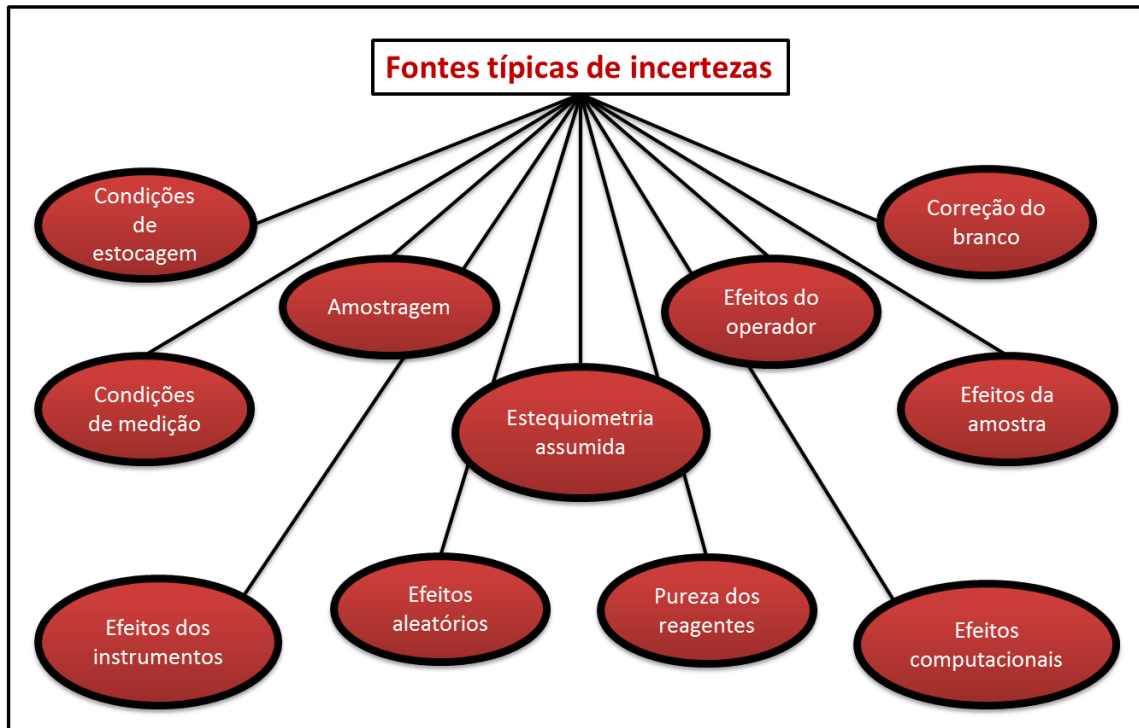 Fontes típicas de incertezas
Condições
de
estocagem
Correção do
branco
Amostragem
Efeitos do
operador
Condições
de medição
Estequiometria
assumida
Efeitos da
amostra
Efeitos dos
instrumentos
Efeitos
aleatórios
Pureza dos
reagentes
Efeitos
computacionais